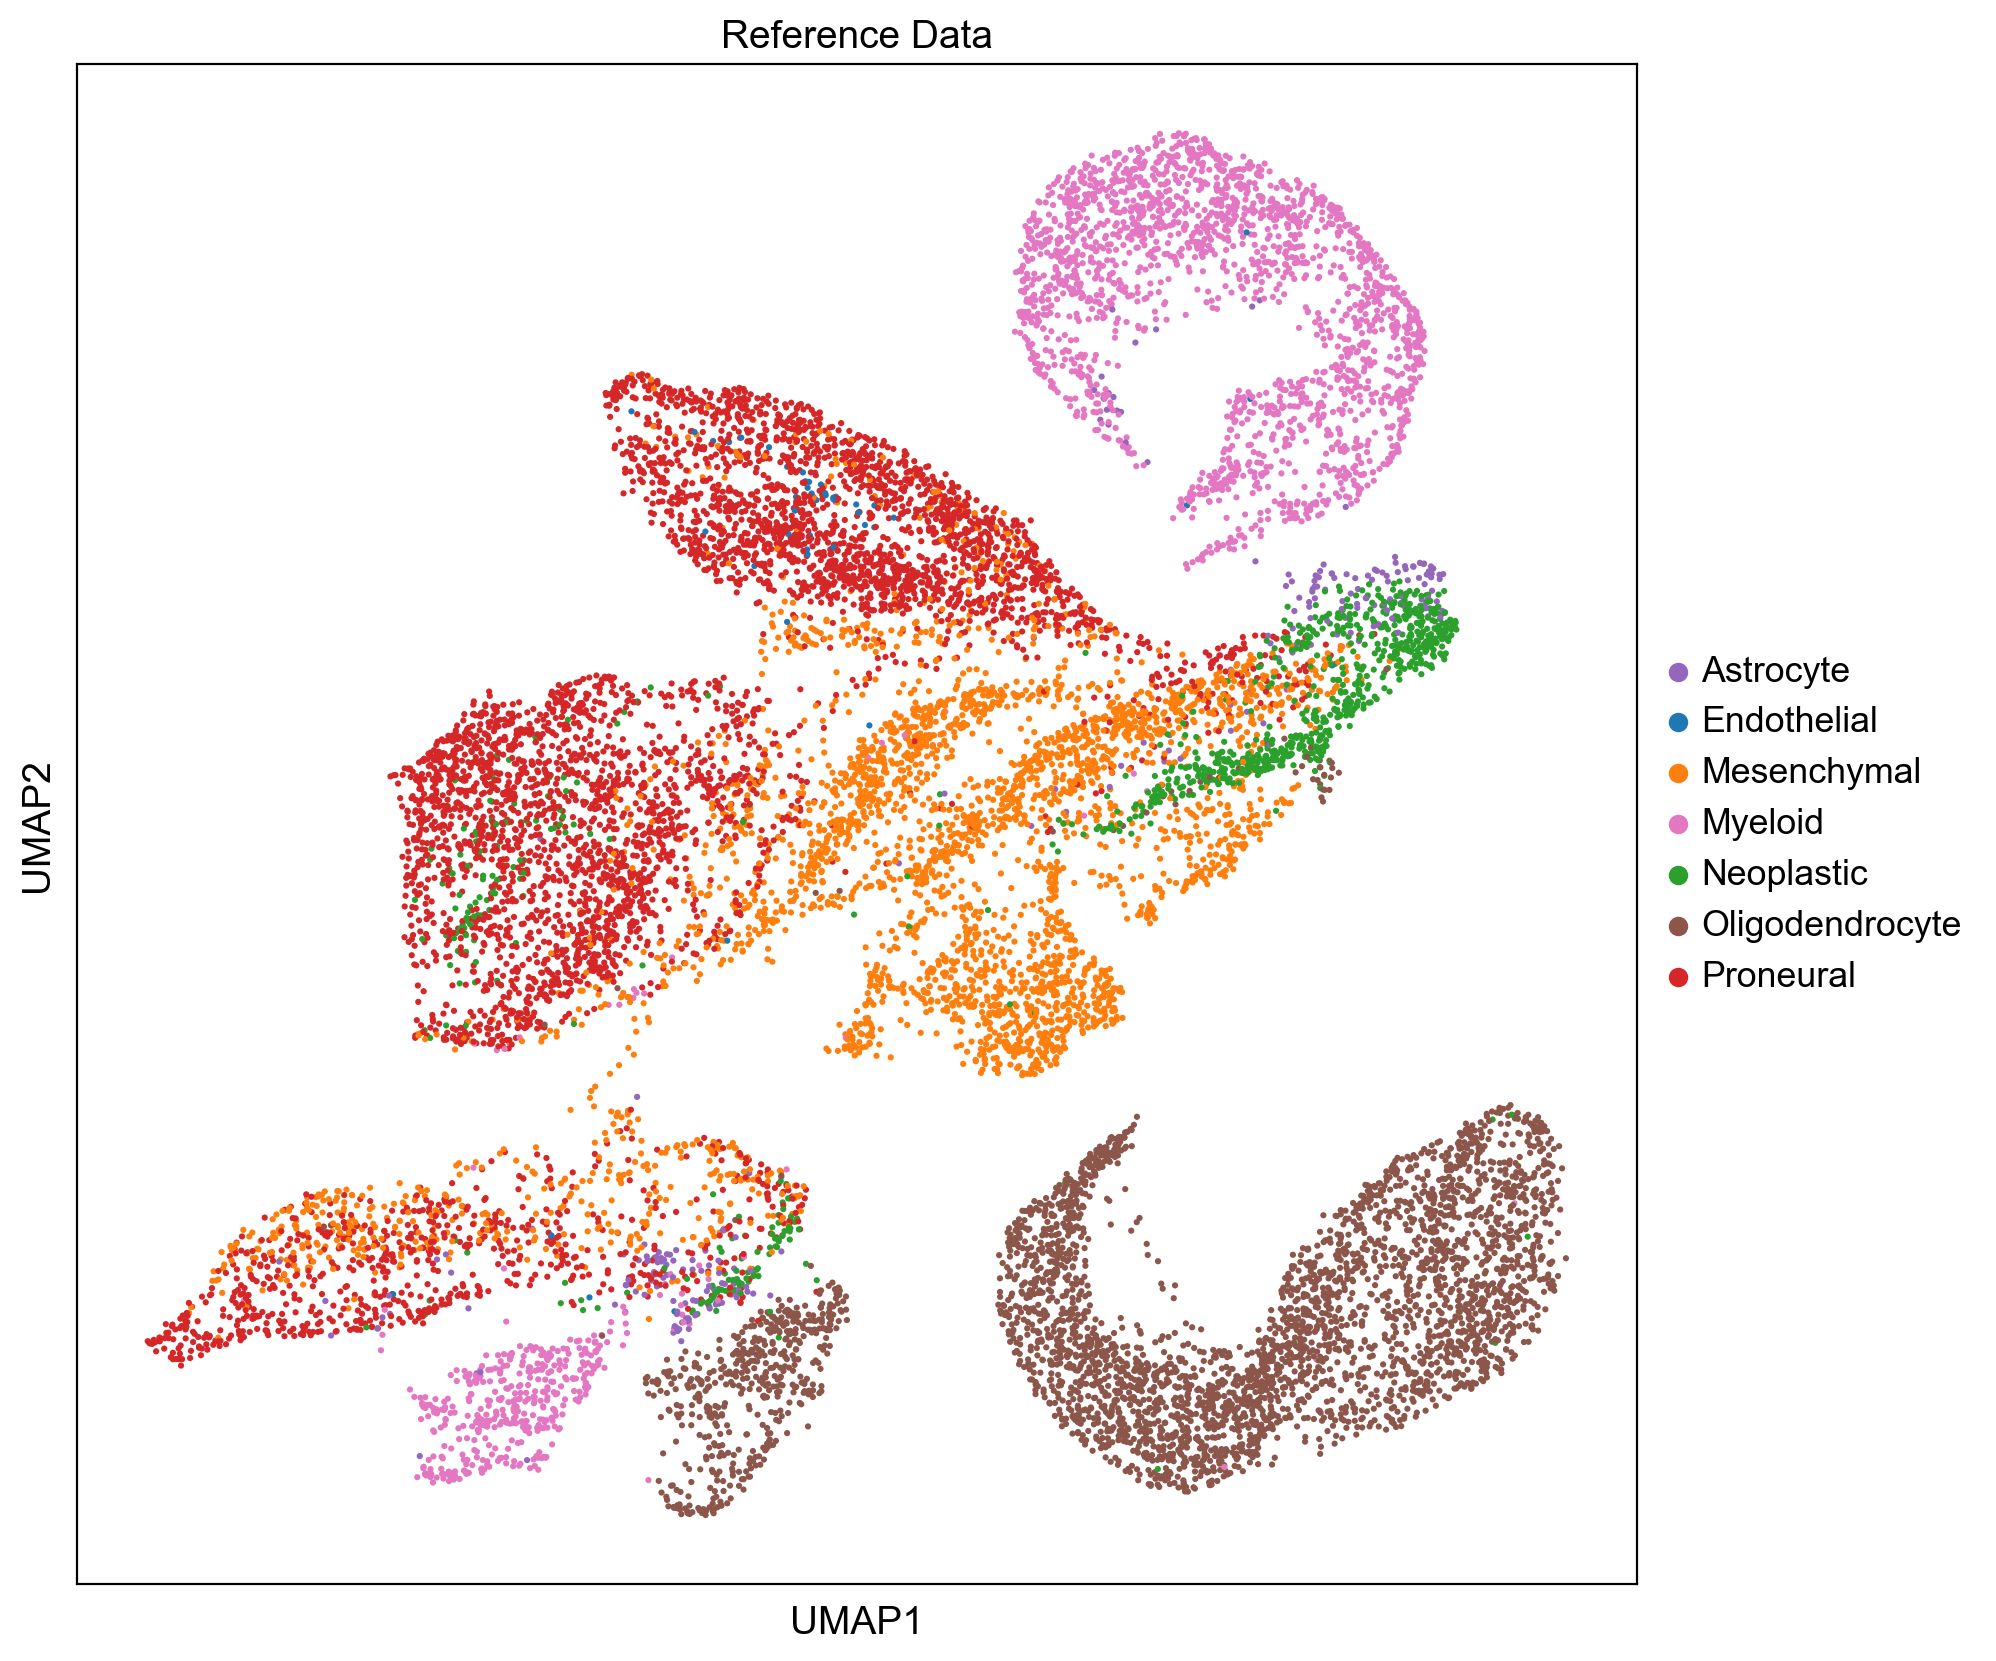 Reference Data
UMAP2
UMAP1
Astrocyte
Endothelial
Mesenchymal
Myeloid
Neoplastic
Oligodendrocyte
Proneural